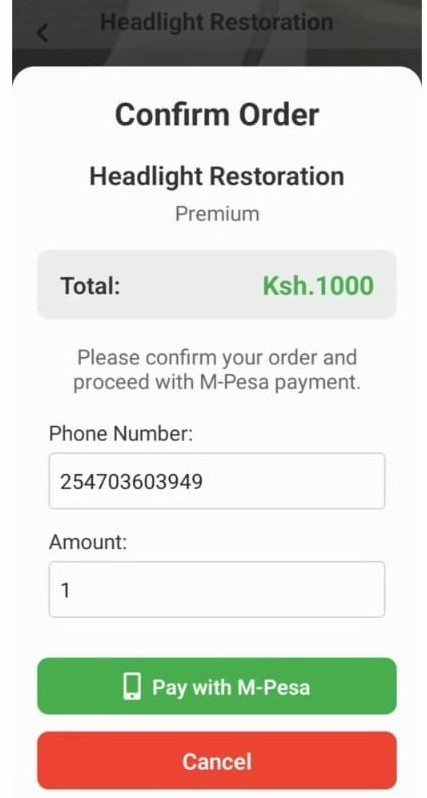 Headlight Restoration
Confirm Order
Headlight Restoration
Premium
Total: Ksh.1000
Please confirm your order and
proceed with M-Pesa payment.
Phone Number:
254703603949
Amount:
1
Pay with M-Pesa
Cancel